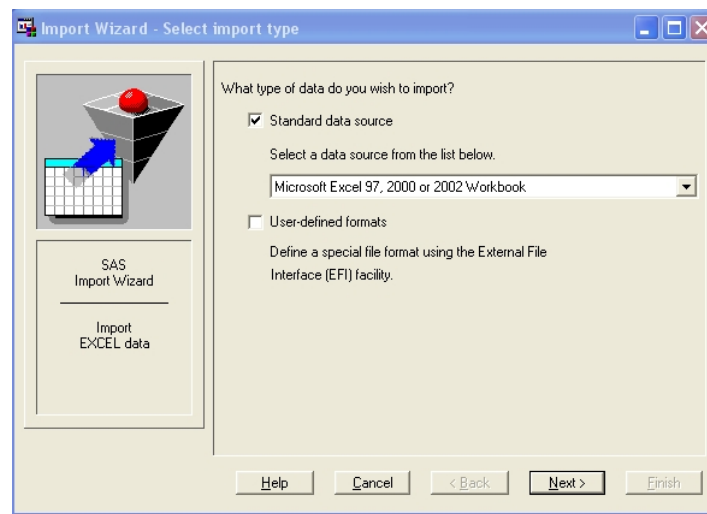 Import Wizard - Select import type
What type of data do you wish to import?
Standard data source
Select a data source from the list below.
Microsoft Excel 97, 2000 or 2002 Workbook
User-defined formats
Define a special file format using the External File
Interface (EFI) facility.
SAS
Import Wizard
Import
EXCEL data
Help
Cancel
< Back
Next >
Finish